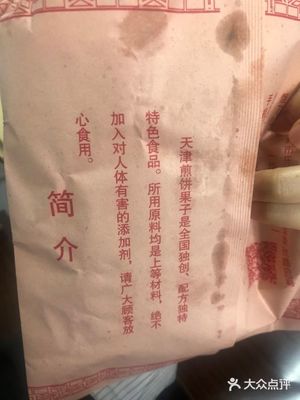 天津煎饼果子是全国独创、配方独特
特色食品。所用原料均是上等材料，绝不
加入对人体有害的添加剂，请广大顾客放
心食用。
简介
大众点评